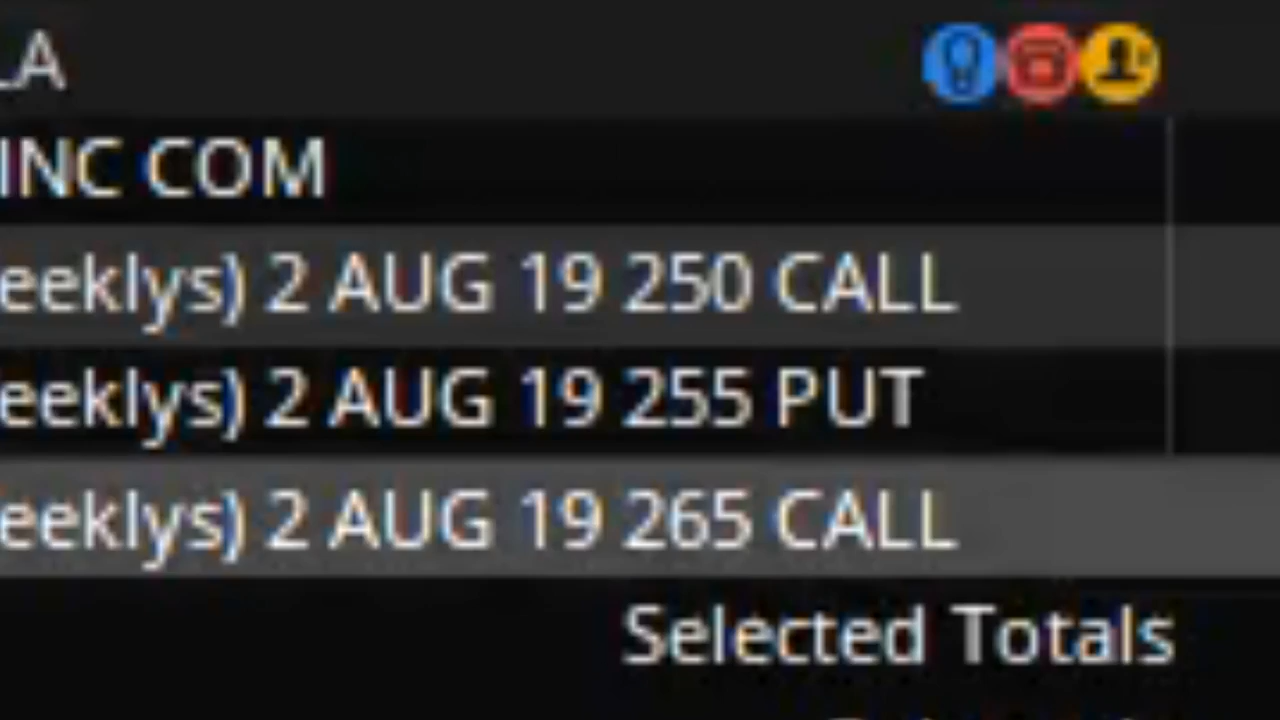 LA
INC COM
eeklys) 2 AUG 19 250 CALL
eeklys) 2 AUG 19 255 PUT
eeklys) 2 AUG 19 265 CALL
Selected Totals